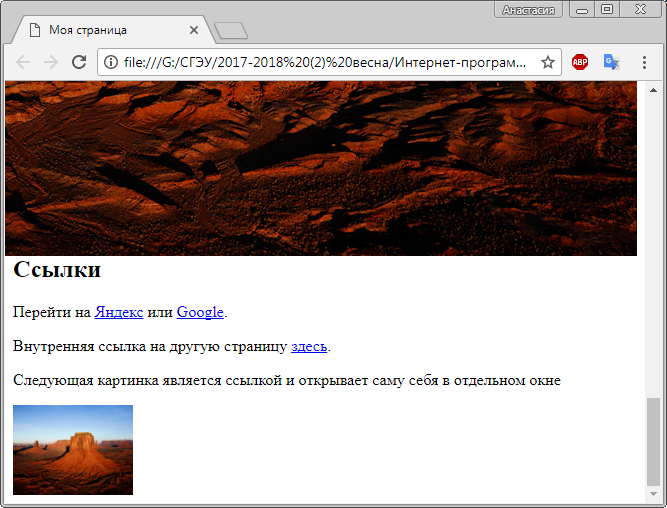 Анастасия
Моя страница
file:///G:/СГЭУ/2017-2018%20(2)%20весна/Интернет-програм...
ABP
Ссылки
Перейти на Яндекс или Google.
Внутренняя ссылка на другую страницу здесь.
Следующая картинка является ссылкой и открывает саму себя в отдельном окне